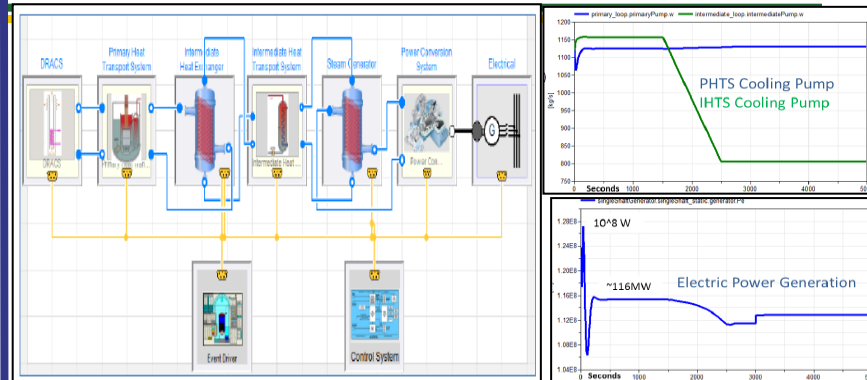 DRACS
Primary Heat
Transport System
Intermediate
Heat Exchanger
Intermediate Heat
Transport System
Steam Generator
Power Conversion
System
Electrical
DRACS
Intermediate Heat ...
Power Con...
G
Event Driver
Control System
primary_loop.primaryPump.w
intermediate_loop.intermediatePump.w
1200
1150
1100
1050
1000
950
900
850
800
750
[kg/s]
PHTS Cooling Pump
IHTS Cooling Pump
0
Seconds
1000
2000
3000
4000
singleShaftGenerator.singleShaft_static.generator.Pe
1.28E8
1.24E8
1.20E8
1.16E8
1.12E8
1.08E8
1.04E8
10^8 W
~116MW
Electric Power Generation
0
Seconds
1000
2000
3000
4000